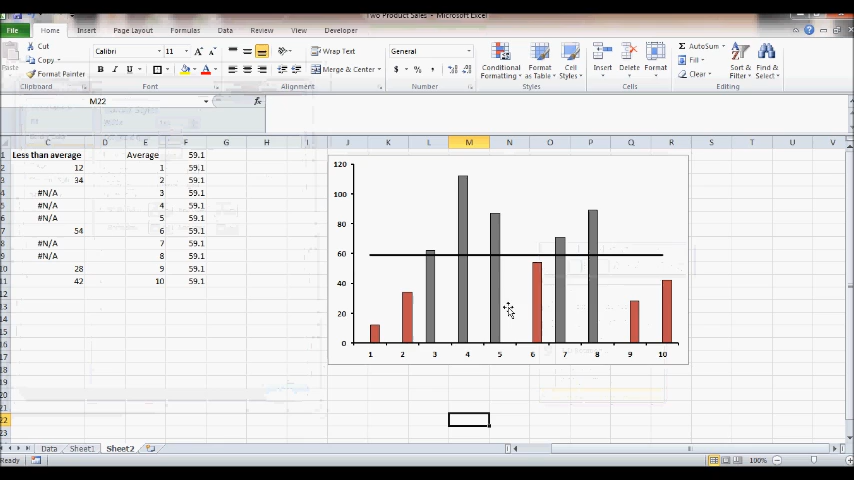 Two Product Sales - Microsoft Excel
File Home Insert Page Layout Formulas Data Review View Developer
Cut
Copy
Format Painter
Paste
Calibri 11
B I U
Wrap Text
Merge & Center
General
$ % ,
Conditional Formatting
Format as Table
Cell Styles
Insert Delete Format
AutoSum
Fill
Clear
Sort & Filter
Find & Select
Clipboard Font Alignment Number Styles Cells Editing
M22 fx
C D E F G H I J K L M N O P Q R S T U V
1 Less than average Average 59.1
2 12 1 59.1
3 34 2 59.1
4 #N/A 3 59.1
5 #N/A 4 59.1
6 #N/A 5 59.1
7 54 6 59.1
8 #N/A 7 59.1
9 #N/A 8 59.1
10 28 9 59.1
11 42 10 59.1
12
13
14
15
16
17
18
19
20
21
22
23
120
100
80
60
40
20
0
1 2 3 4 5 6 7 8 9 10
Data Sheet1 Sheet2
Ready 100%